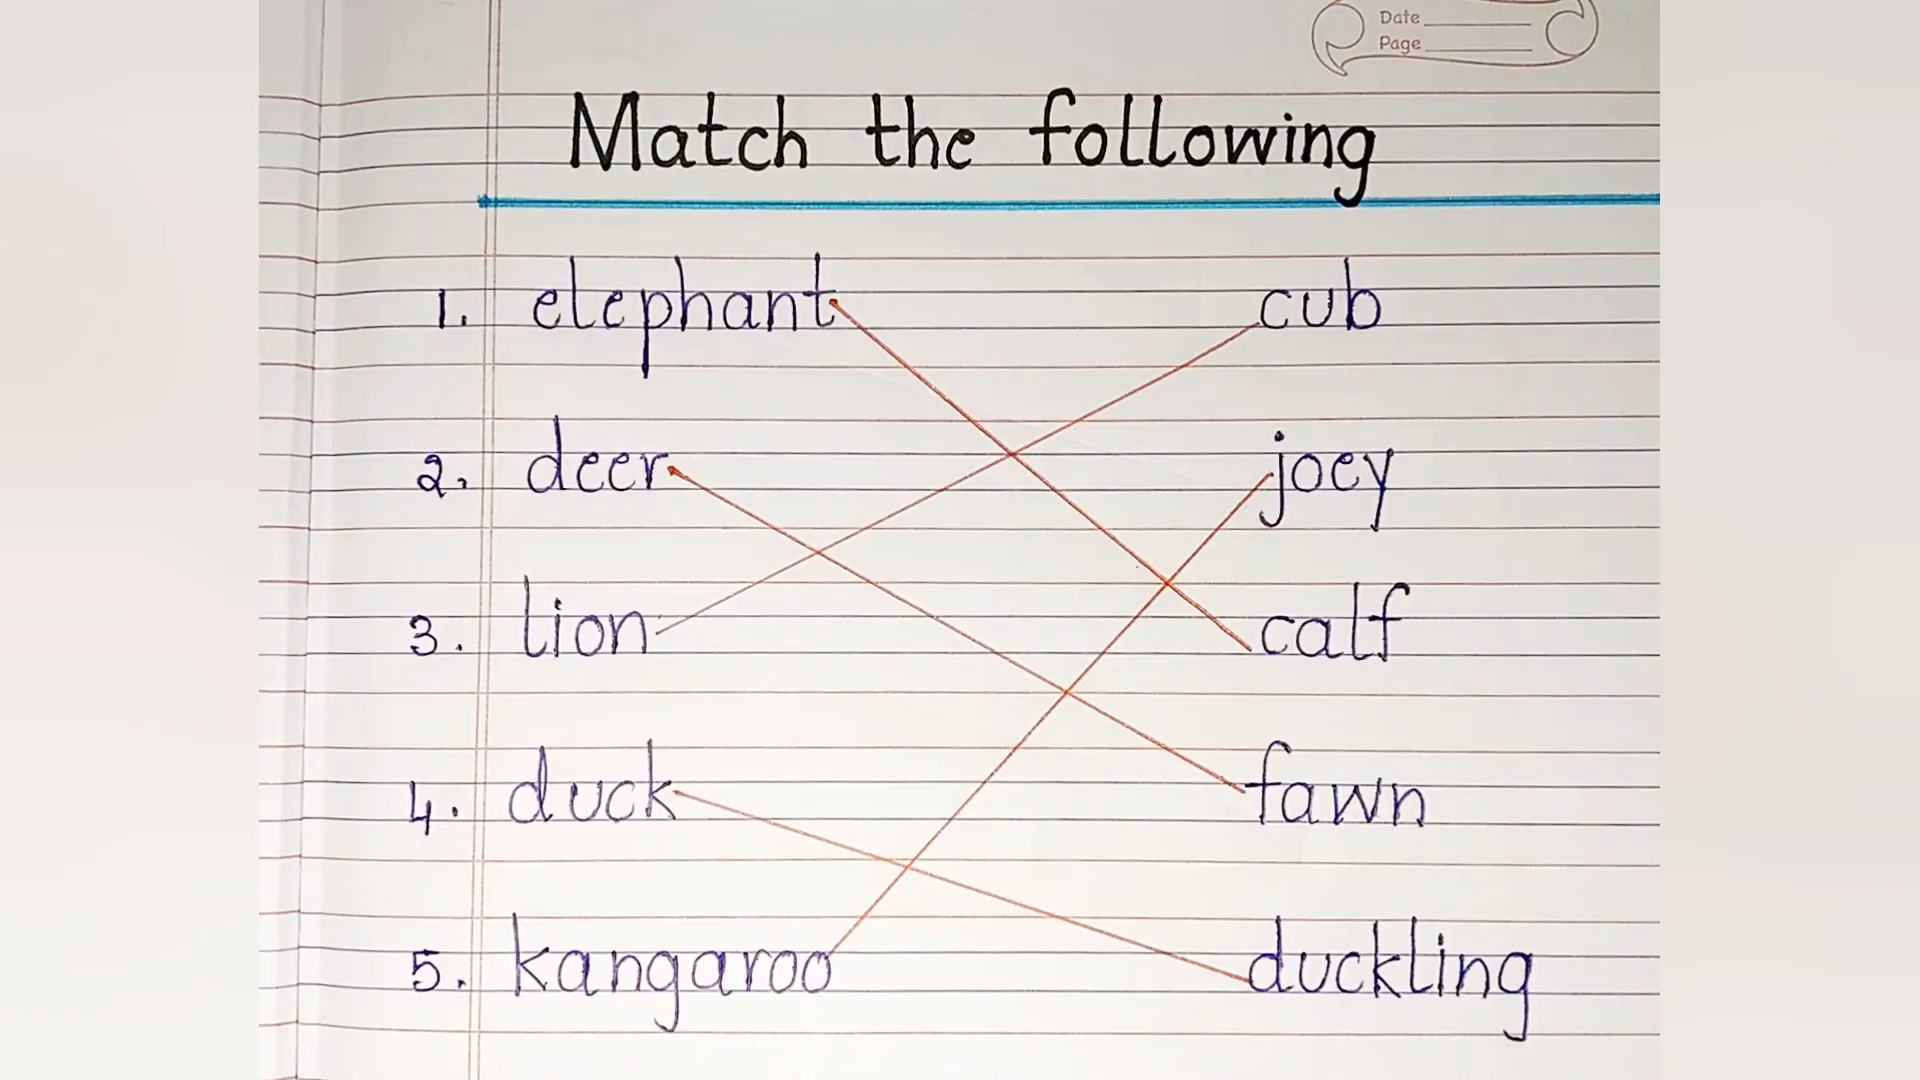 Date
Page
Match the following
1. elephant cub
2. deer joey
3. lion calf
4. duck fawn
5. kangaroo duckling